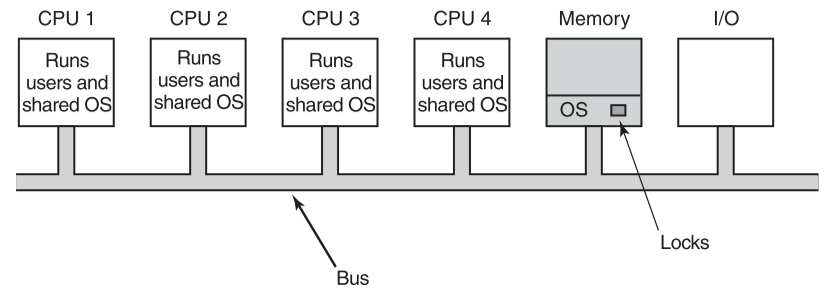 CPU 1
CPU 2
CPU 3
CPU 4
Memory
I/O
Runs
users and
shared OS
Runs
users and
shared OS
Runs
users and
shared OS
Runs
users and
shared OS
OS
Locks
Bus